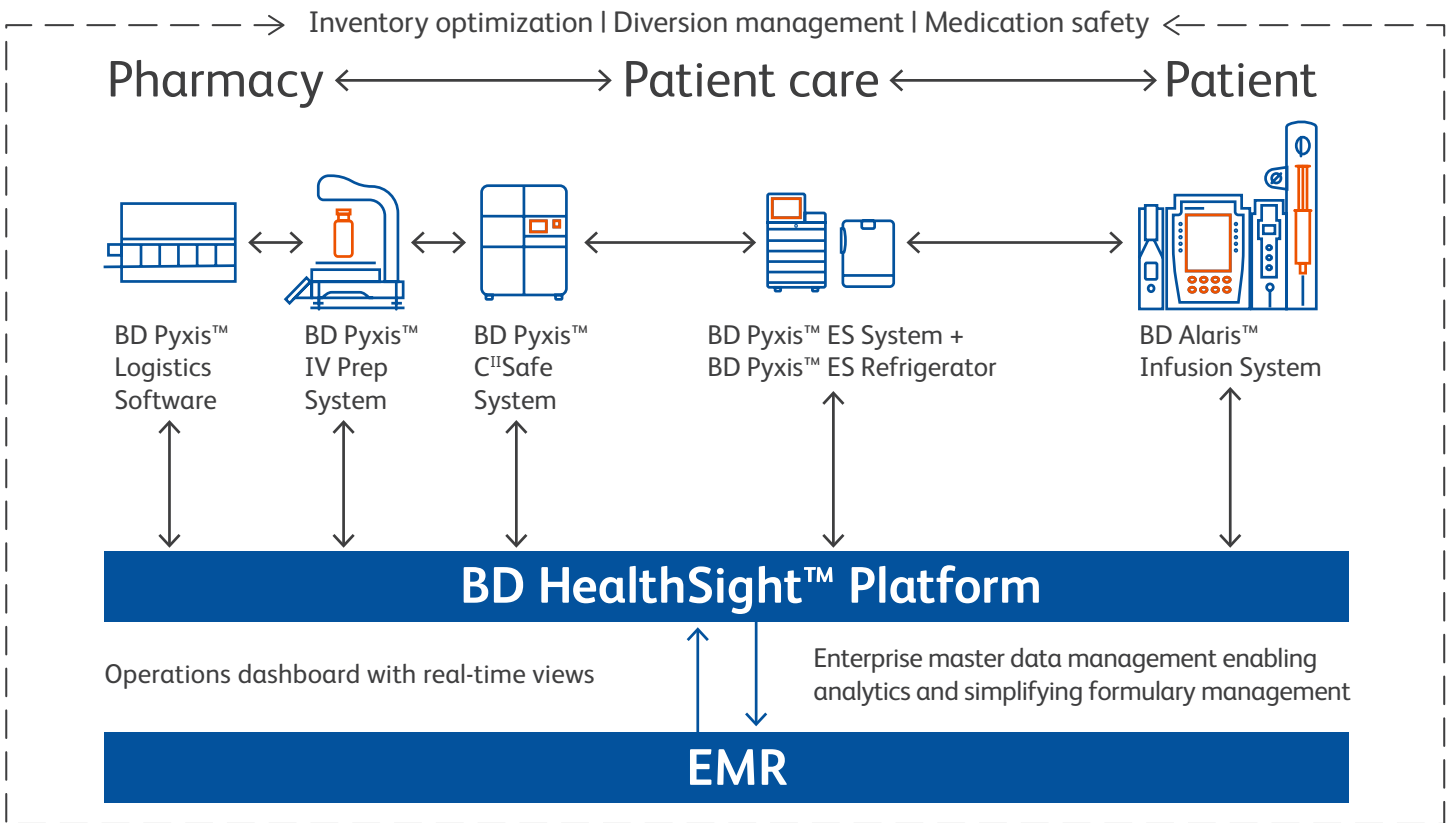 Inventory optimization | Diversion management | Medication safety
Pharmacy
Patient care
Patient
BD Pyxis™
Logistics
Software
BD Pyxis™
IV Prep
System
BD Pyxis™
CIISafe
System
BD Pyxis™ ES System +
BD Pyxis™ ES Refrigerator
BD Alaris™
Infusion System
BD HealthSight™ Platform
Operations dashboard with real-time views
Enterprise master data management enabling
analytics and simplifying formulary management
EMR